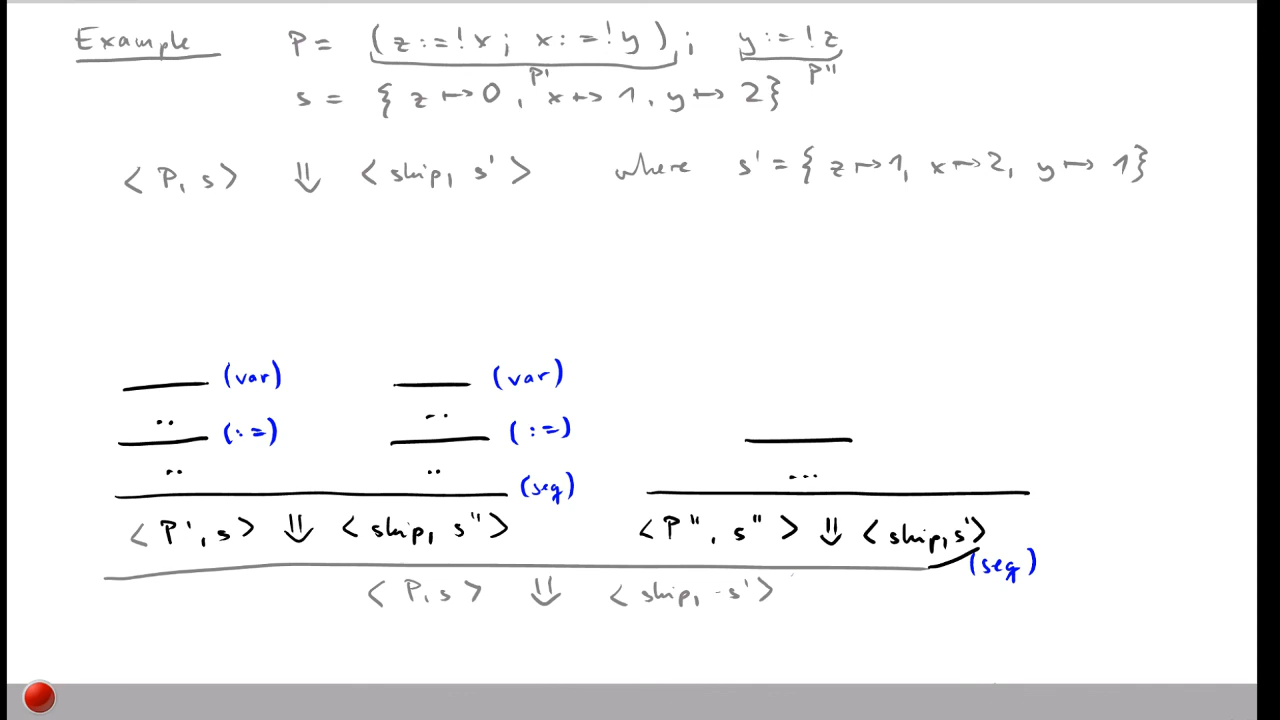 Example P = (z := !x; x := !y); y := !z
P' P''
s = {z ↦ 0, x ↦ 1, y ↦ 2}
<P, s> ⇓ <skip, s'> where s' = {z ↦ 1, x ↦ 2, y ↦ 1}
(var) (var)
.. ..
(:=) (:=)
.. .. ...
(seq)
<P', s> ⇓ <skip, s''> <P'', s''> ⇓ <skip, s'>
(seq)
<P, s> ⇓ <skip, s'>